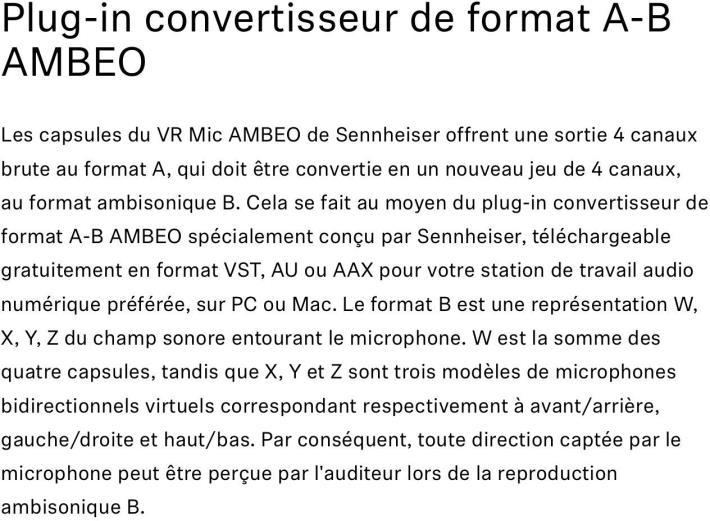 Plug-in convertisseur de format A-B
AMBEO
Les capsules du VR Mic AMBEO de Sennheiser offrent une sortie 4 canaux
brute au format A, qui doit être convertie en un nouveau jeu de 4 canaux,
au format ambisonique B. Cela se fait au moyen du plug-in convertisseur de
format A-B AMBEO spécialement conçu par Sennheiser, téléchargeable
gratuitement en format VST, AU ou AAX pour votre station de travail audio
numérique préférée, sur PC ou Mac. Le format B est une représentation W,
X, Y, Z du champ sonore entourant le microphone. W est la somme des
quatre capsules, tandis que X, Y et Z sont trois modèles de microphones
bidirectionnels virtuels correspondant respectivement à avant/arrière,
gauche/droite et haut/bas. Par conséquent, toute direction captée par le
microphone peut être perçue par l'auditeur lors de la reproduction
ambisonique B.